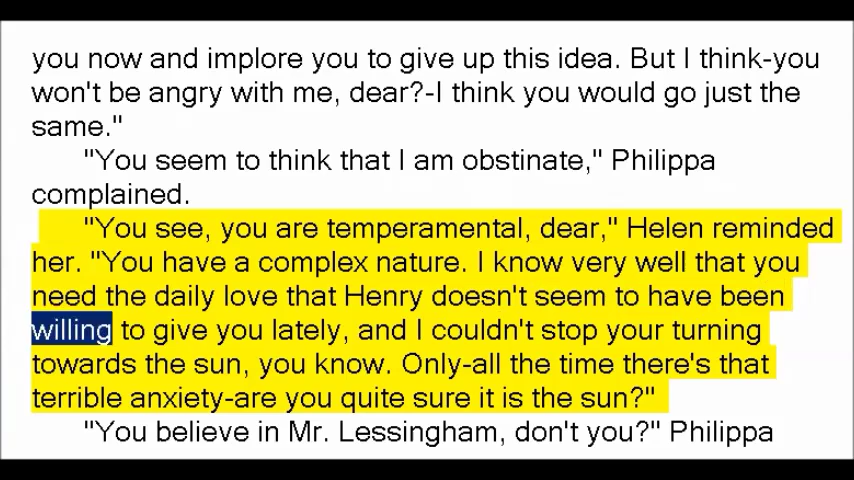 you now and implore you to give up this idea. But I think-you
won't be angry with me, dear?-I think you would go just the
same."
"You seem to think that I am obstinate," Philippa
complained.
"You see, you are temperamental, dear," Helen reminded
her. "You have a complex nature. I know very well that you
need the daily love that Henry doesn't seem to have been
willing to give you lately, and I couldn't stop your turning
towards the sun, you know. Only-all the time there's that
terrible anxiety-are you quite sure it is the sun?"
"You believe in Mr. Lessingham, don't you?" Philippa